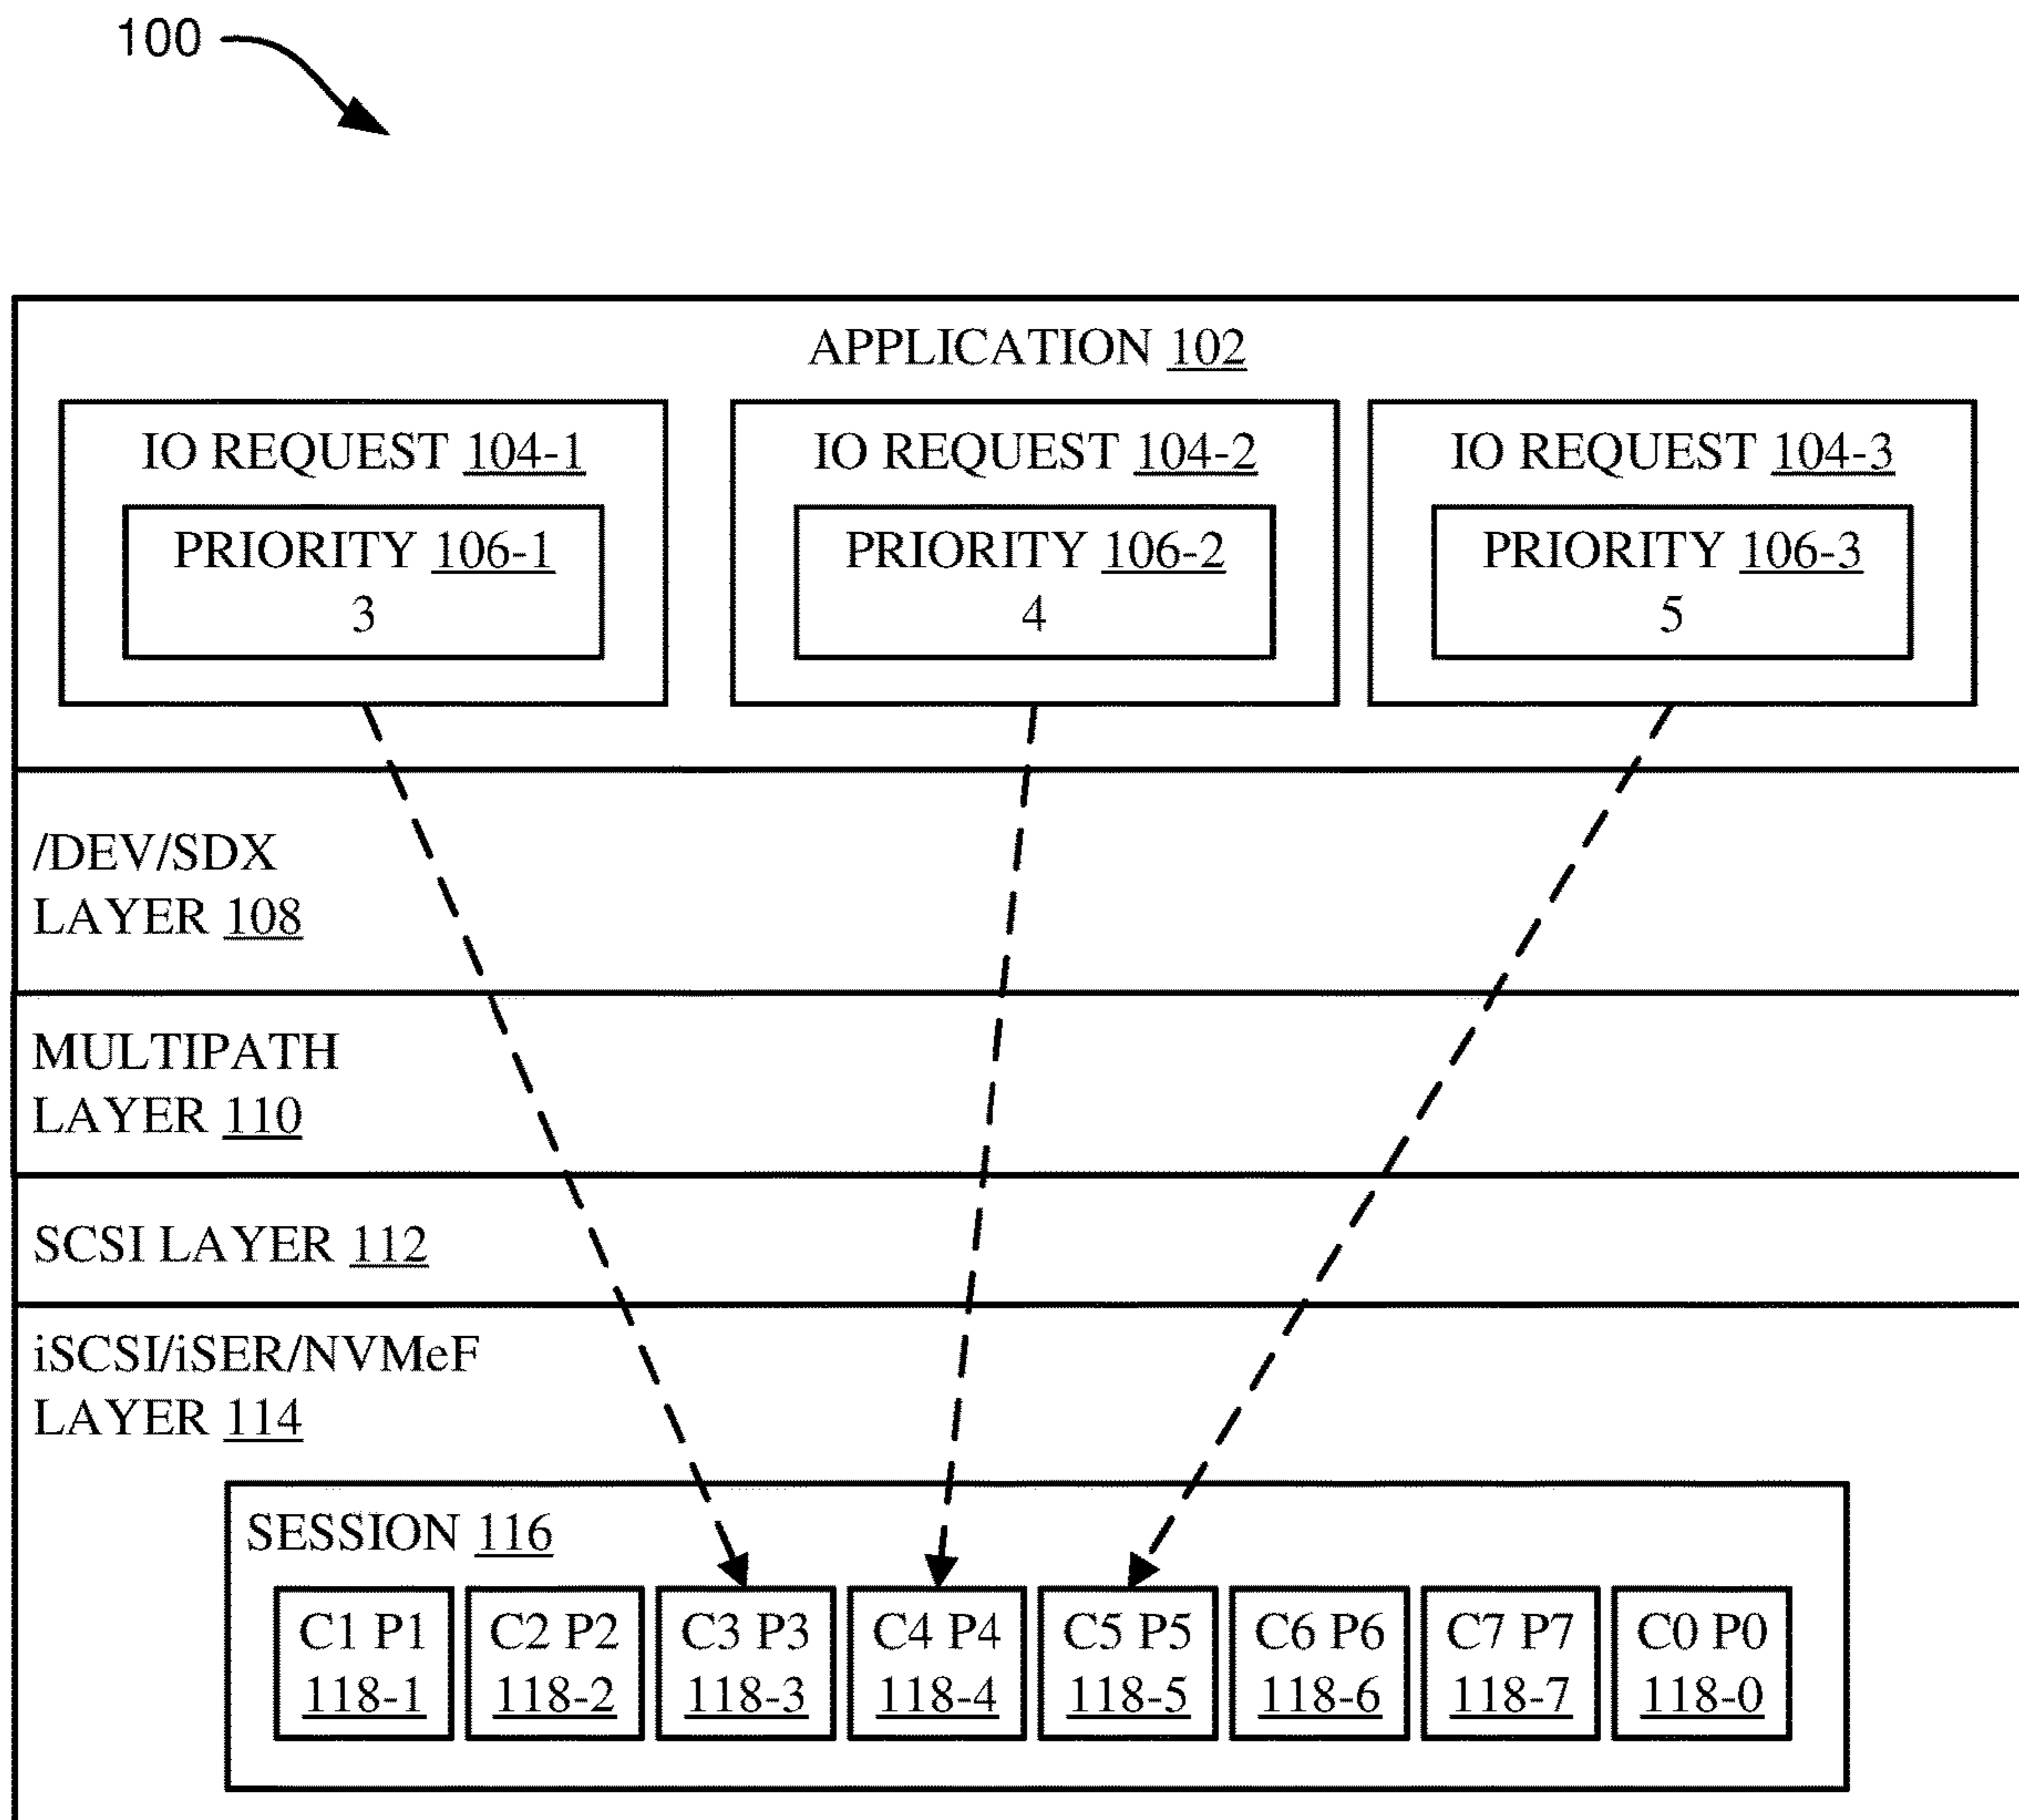 100
APPLICATION 102
IO REQUEST 104-1
PRIORITY 106-1
3
IO REQUEST 104-2
PRIORITY 106-2
4
IO REQUEST 104-3
PRIORITY 106-3
5
/DEV/SDX
LAYER 108
MULTIPATH
LAYER 110
SCSI LAYER 112
iSCSI/iSER/NVMeF
LAYER 114
SESSION 116
C1 P1
118-1
C2 P2
118-2
C3 P3
118-3
C4 P4
118-4
C5 P5
118-5
C6 P6
118-6
C7 P7
118-7
C0 P0
118-0